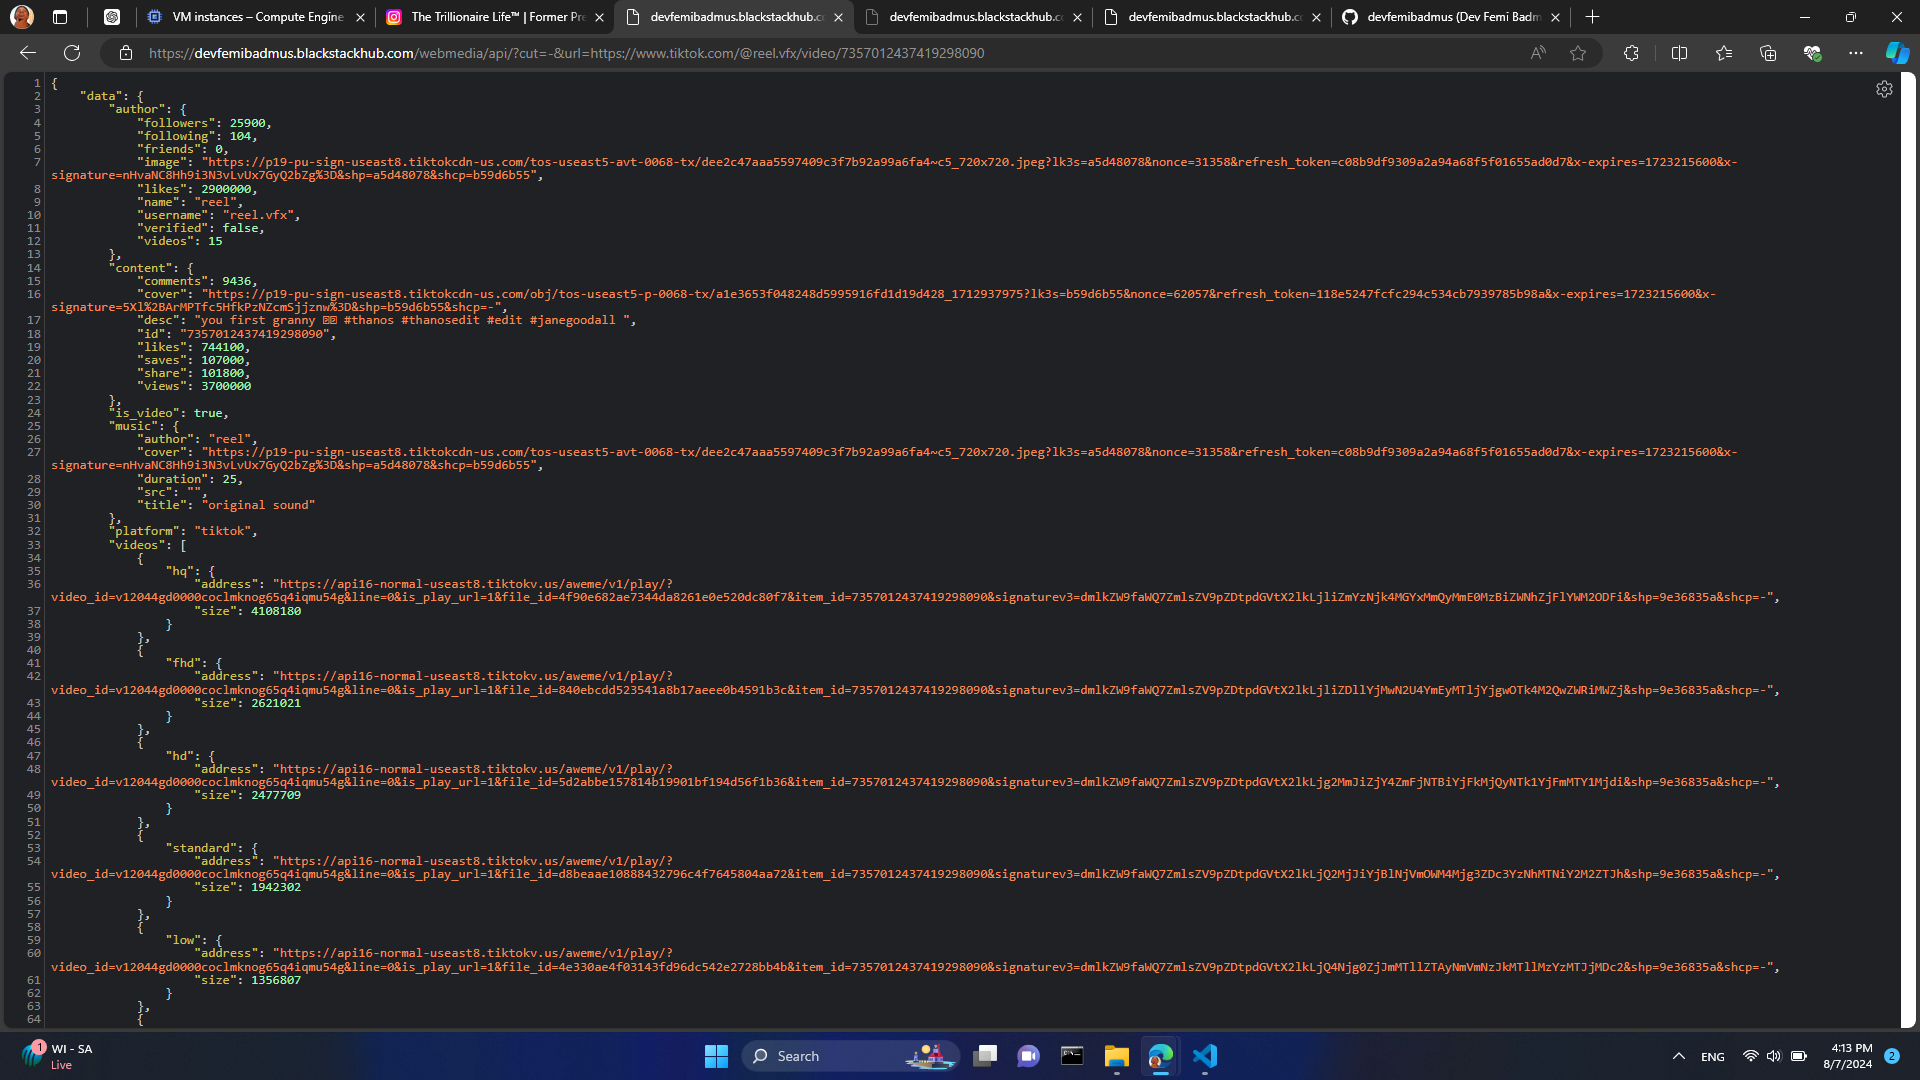 VM instances – Compute Engine
The Trillionaire Life™ | Former Pre
devfemibadmus.blackstackhub.c
devfemibadmus.blackstackhub.c
devfemibadmus.blackstackhub.c
devfemibadmus (Dev Femi Badm
https://devfemibadmus.blackstackhub.com/webmedia/api/?cut=-&url=https://www.tiktok.com/@reel.vfx/video/7357012437419298090
1 {
2 "data": {
3 "author": {
4 "followers": 25900,
5 "following": 104,
6 "friends": 0,
7 "image": "https://p19-pu-sign-useast8.tiktokcdn-us.com/tos-useast5-avt-0068-tx/dee2c47aaa5597409c3f7b92a99a6fa4~c5_720x720.jpeg?lk3s=a5d48078&nonce=31358&refresh_token=c08b9df9309a2a94a68f5f01655ad0d7&x-expires=1723215600&x-
signature=nHvaNC8Hh9i3N3vLvUx7GyQ2bZg%3D&shp=a5d48078&shcp=b59d6b55",
8 "likes": 2900000,
9 "name": "reel",
10 "username": "reel.vfx",
11 "verified": false,
12 "videos": 15
13 },
14 "content": {
15 "comments": 9436,
16 "cover": "https://p19-pu-sign-useast8.tiktokcdn-us.com/obj/tos-useast5-p-0068-tx/a1e3653f048248d5995916fd1d19d428_1712937975?lk3s=b59d6b55&nonce=62057&refresh_token=118e5247fcfc294c534cb7939785b98a&x-expires=1723215600&x-
signature=5Xl%2BArMPTfc5HfkPzNZcmSjjznw%3D&shp=b59d6b55&shcp=-",
17 "desc": "you first granny #thanos #thanosedit #edit #janegoodall ",
18 "id": "7357012437419298090",
19 "likes": 744100,
20 "saves": 107000,
21 "share": 101800,
22 "views": 3700000
23 },
24 "is_video": true,
25 "music": {
26 "author": "reel",
27 "cover": "https://p19-pu-sign-useast8.tiktokcdn-us.com/tos-useast5-avt-0068-tx/dee2c47aaa5597409c3f7b92a99a6fa4~c5_720x720.jpeg?lk3s=a5d48078&nonce=31358&refresh_token=c08b9df9309a2a94a68f5f01655ad0d7&x-expires=1723215600&x-
signature=nHvaNC8Hh9i3N3vLvUx7GyQ2bZg%3D&shp=a5d48078&shcp=b59d6b55",
28 "duration": 25,
29 "src": "",
30 "title": "original sound"
31 },
32 "platform": "tiktok",
33 "videos": [
34 {
35 "hq": {
36 "address": "https://api16-normal-useast8.tiktokv.us/aweme/v1/play/?
video_id=v12044gd0000coclmknog65q4iqmu54g&line=0&is_play_url=1&file_id=4f90e682ae7344da8261e0e520dc80f7&item_id=7357012437419298090&signaturev3=dmlkZW9faWQ7ZmlsZV9pZDtpdGVtX2lkLjliZmYzNjk4MGYxMmQyMmE0MzBiZWNhZjFlYWM2ODFi&shp=9e36835a&shcp=-",
37 "size": 4108180
38 }
39 },
40 {
41 "fhd": {
42 "address": "https://api16-normal-useast8.tiktokv.us/aweme/v1/play/?
video_id=v12044gd0000coclmknog65q4iqmu54g&line=0&is_play_url=1&file_id=840ebcdd523541a8b17aeee0b4591b3c&item_id=7357012437419298090&signaturev3=dmlkZW9faWQ7ZmlsZV9pZDtpdGVtX2lkLjliZDllYjMwN2U4YmEyMTljYjgwOTk4M2QwZWRiMWZj&shp=9e36835a&shcp=-",
43 "size": 2621021
44 }
45 },
46 {
47 "hd": {
48 "address": "https://api16-normal-useast8.tiktokv.us/aweme/v1/play/?
video_id=v12044gd0000coclmknog65q4iqmu54g&line=0&is_play_url=1&file_id=5d2abbe157814b19901bf194d56f1b36&item_id=7357012437419298090&signaturev3=dmlkZW9faWQ7ZmlsZV9pZDtpdGVtX2lkLjg2MmJiZjY4ZmFjNTBiYjFkMjQyNTk1YjFmMTY1Mjdi&shp=9e36835a&shcp=-",
49 "size": 2477709
50 }
51 },
52 {
53 "standard": {
54 "address": "https://api16-normal-useast8.tiktokv.us/aweme/v1/play/?
video_id=v12044gd0000coclmknog65q4iqmu54g&line=0&is_play_url=1&file_id=d8beaae10888432796c4f7645804aa72&item_id=7357012437419298090&signaturev3=dmlkZW9faWQ7ZmlsZV9pZDtpdGVtX2lkLjQ2MjJiYjBlNjVmOWM4Mjg3ZDc3YzNhMTNiY2M2ZTJh&shp=9e36835a&shcp=-",
55 "size": 1942302
56 }
57 },
58 {
59 "low": {
60 "address": "https://api16-normal-useast8.tiktokv.us/aweme/v1/play/?
video_id=v12044gd0000coclmknog65q4iqmu54g&line=0&is_play_url=1&file_id=4e330ae4f03143fd96dc542e2728bb4b&item_id=7357012437419298090&signaturev3=dmlkZW9faWQ7ZmlsZV9pZDtpdGVtX2lkLjQ4Njg0ZjJmMTllZTAyNmVmNzJkMTllMzYzMTJjMDc2&shp=9e36835a&shcp=-",
61 "size": 1356807
62 }
63 },
64 {
1
WI - SA
Live
Search
ENG
4:13 PM
8/7/2024
2